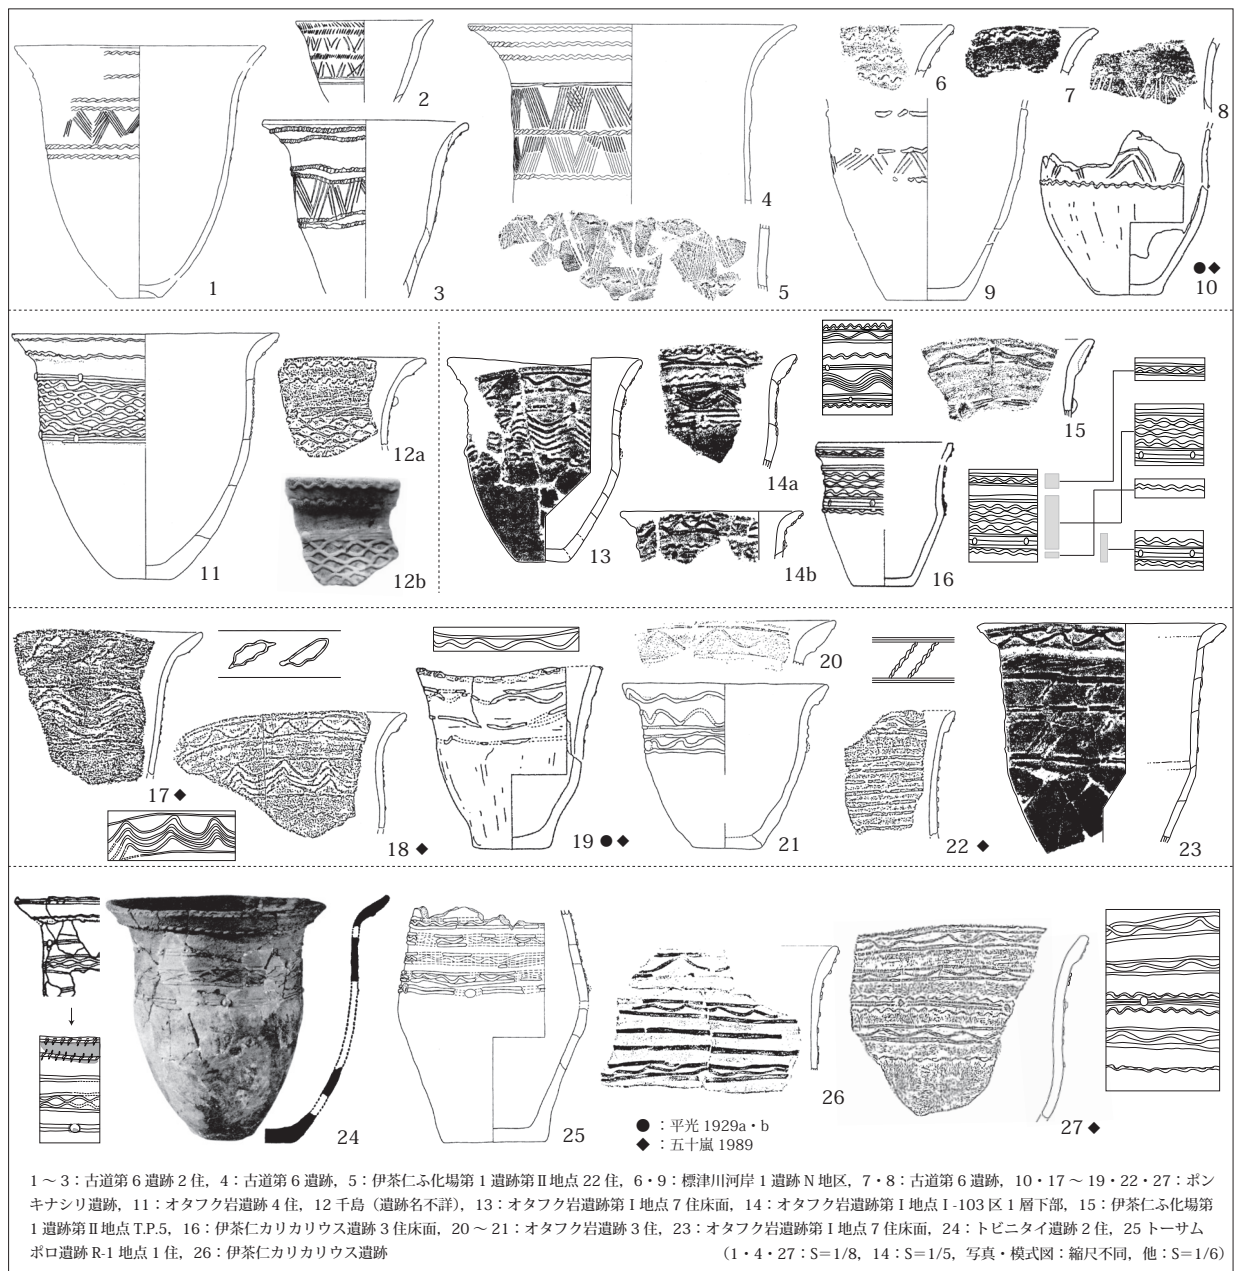 1
2
3
4
5
6
7
8
9
●◆
10
11
12a
12b
13
14a
14b
15
16
17 ◆
18 ◆
19 ●◆
20
21
22 ◆
23
24
25
26
27 ◆
●：平光 1929a・b
◆：五十嵐 1989
1～3：古道第6遺跡2住，4：古道第6遺跡，5：伊茶仁ふ化場第1遺跡第Ⅱ地点22住，6・9：標津川河岸1遺跡N地区，7・8：古道第6遺跡，10・17～19・22・27：ポン
キナシリ遺跡，11：オタフク岩遺跡4住，12 千島（遺跡名不詳），13：オタフク岩遺跡第Ⅰ地点7住床面，14：オタフク岩遺跡第Ⅰ地点Ⅰ-103区1層下部，15：伊茶仁ふ化場第
1遺跡第Ⅱ地点T.P.5，16：伊茶仁カリカリウス遺跡3住床面，20～21：オタフク岩遺跡3住，23：オタフク岩遺跡第Ⅰ地点7住床面，24：トビニタイ遺跡2住，25 トーサム
ポロ遺跡R-1地点1住，26：伊茶仁カリカリウス遺跡
（1・4・27：S=1/8，14：S=1/5，写真・模式図：縮尺不同，他：S=1/6）